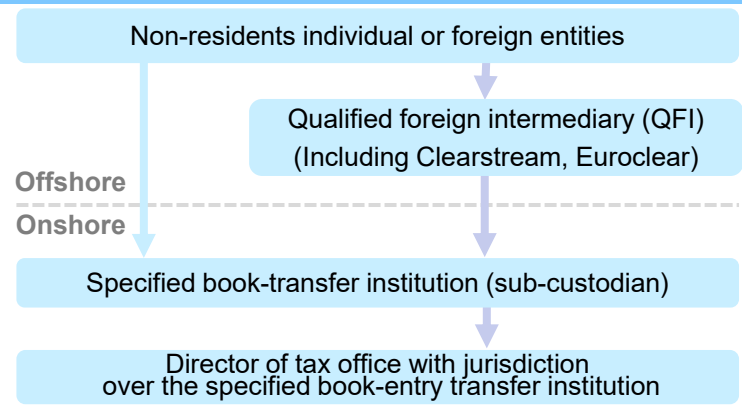 Non-residents individual or foreign entities
Qualified foreign intermediary (QFI)
(Including Clearstream, Euroclear)
Offshore
Onshore
Specified book-transfer institution (sub-custodian)
Director of tax office with jurisdiction
over the specified book-entry transfer institution